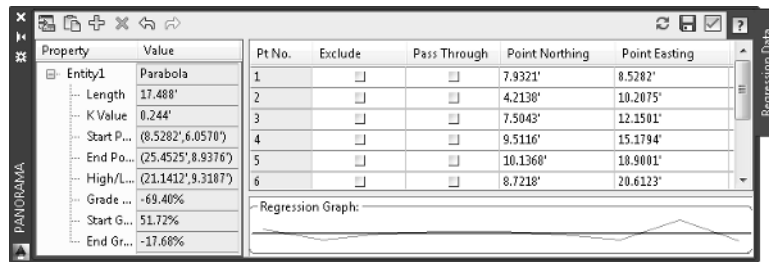 Property Value
Entity1 Parabola
Length 17.488'
K Value 0.244'
Start P... (8.5282',6.0570')
End Po... (25.4525',8.9376')
High/L... (21.1412',9.3187')
Grade ... -69.40%
Start G... 51.72%
End Gr... -17.68%
Pt No. Exclude Pass Through Point Northing Point Easting
1 7.9321' 8.5282'
2 4.2138' 10.2075'
3 7.5043' 12.1501'
4 9.5116' 15.1794'
5 10.1368' 18.9001'
6 8.7218' 20.6123'
Regression Graph:
PANORAMA
Regression Data